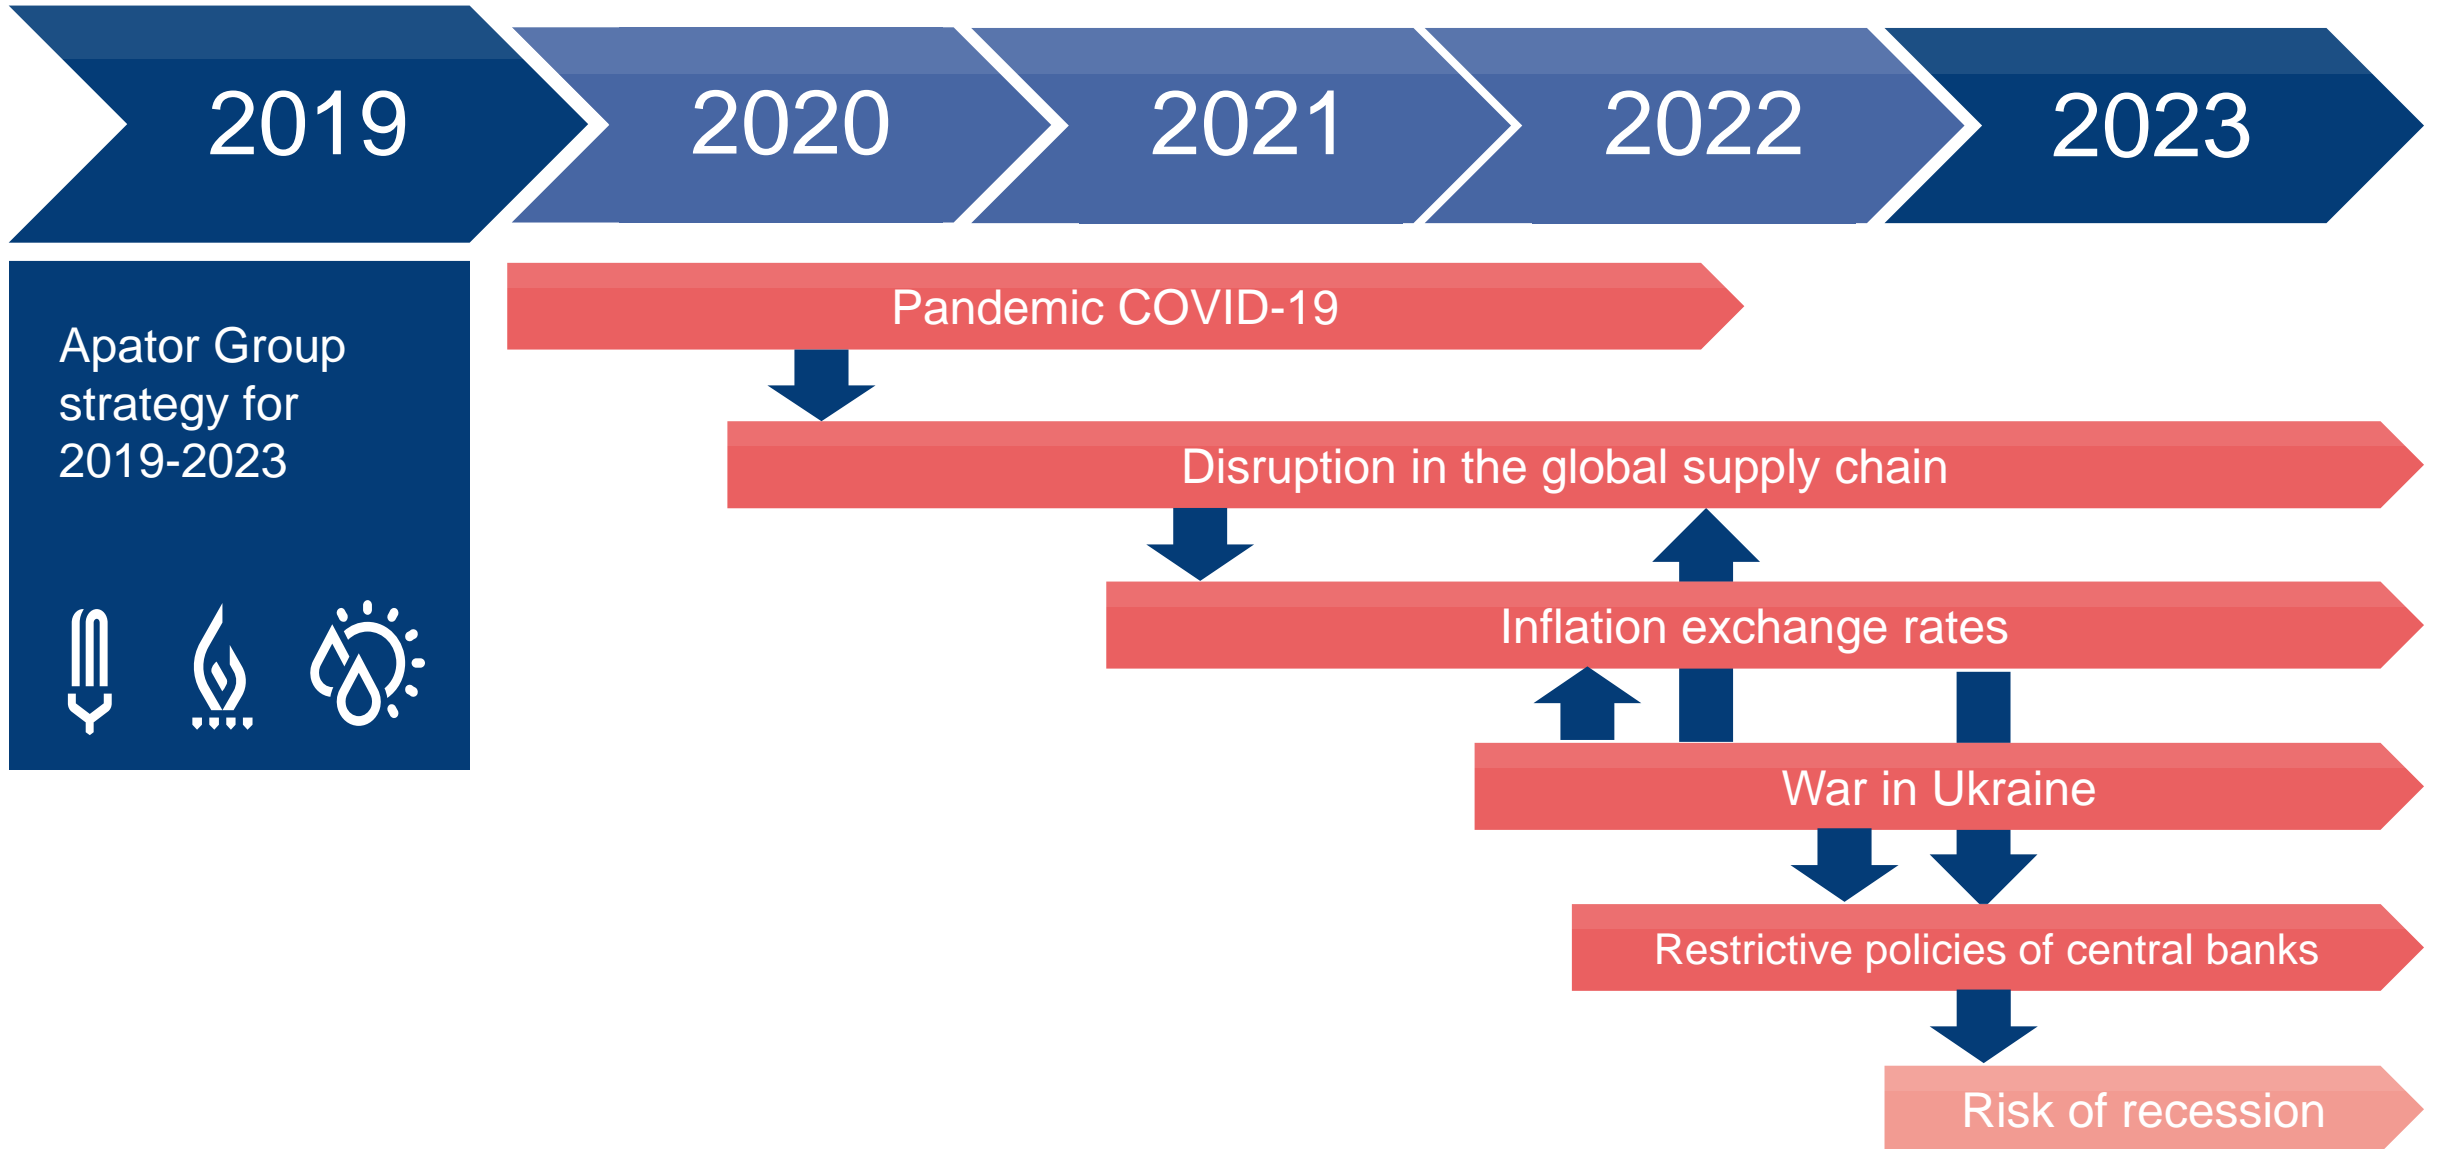 2019
2020
2021
2022
2023
Apator Group
strategy for
2019-2023
Pandemic COVID-19
Disruption in the global supply chain
Inflation exchange rates
War in Ukraine
Restrictive policies of central banks
Risk of recession